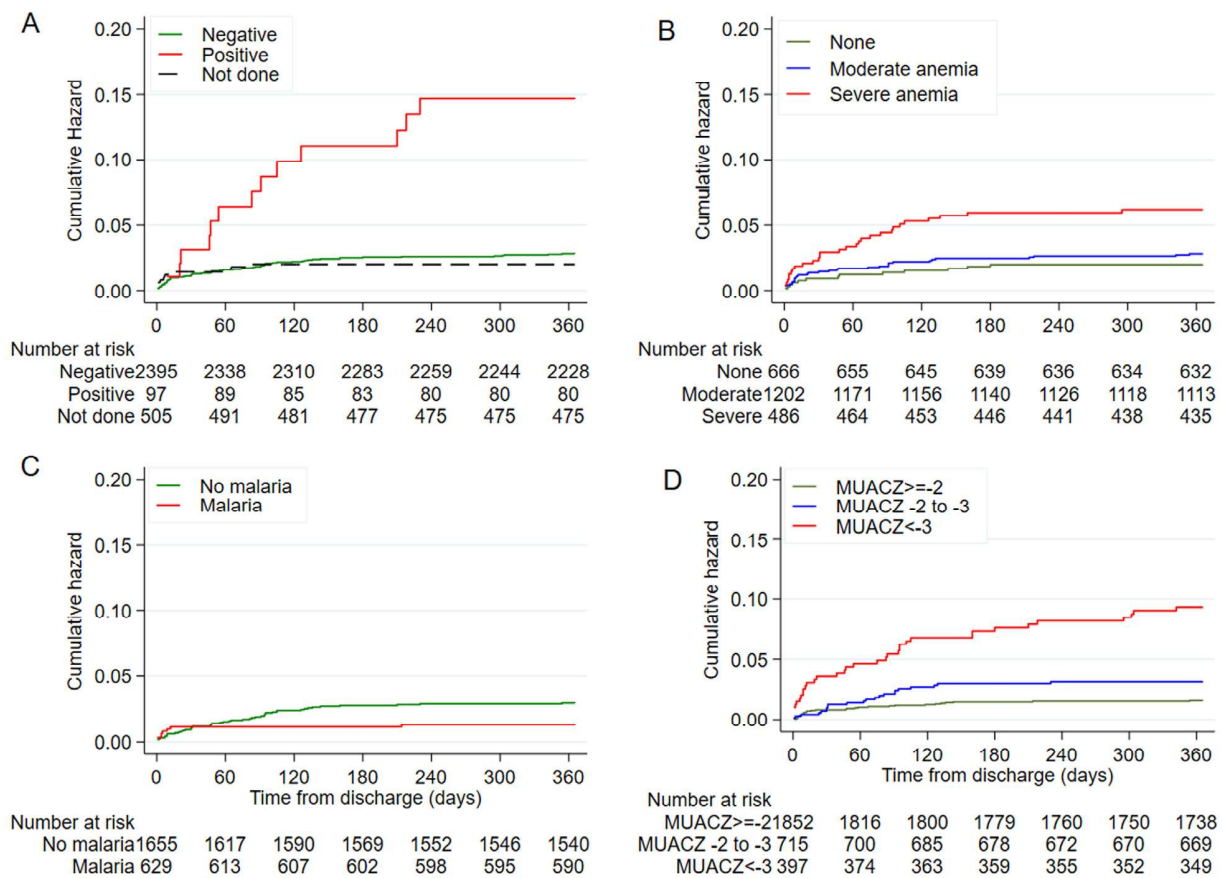 A
Negative
Positive
Not done
Cumulative Hazard
0.20
0.15
0.10
0.05
0.00
0 60 120 180 240 300 360
Number at risk
Negative2395 2338 2310 2283 2259 2244 2228
Positive 97 89 85 83 80 80 80
Not done 505 491 481 477 475 475 475
B
None
Moderate anemia
Severe anemia
Cumulative hazard
0.20
0.15
0.10
0.05
0.00
0 60 120 180 240 300 360
Number at risk
None 666 655 645 639 636 634 632
Moderate1202 1171 1156 1140 1126 1118 1113
Severe 486 464 453 446 441 438 435
C
No malaria
Malaria
Cumulative hazard
0.20
0.15
0.10
0.05
0.00
0 60 120 180 240 300 360
Time from discharge (days)
Number at risk
No malaria1655 1617 1590 1569 1552 1546 1540
Malaria 629 613 607 602 598 595 590
D
MUACZ>=-2
MUACZ -2 to -3
MUACZ<-3
Cumulative hazard
0.20
0.15
0.10
0.05
0.00
0 60 120 180 240 300 360
Time from discharge (days)
Number at risk
MUACZ>=-21852 1816 1800 1779 1760 1750 1738
MUACZ -2 to -3 715 700 685 678 672 670 669
MUACZ<-3 397 374 363 359 355 352 349